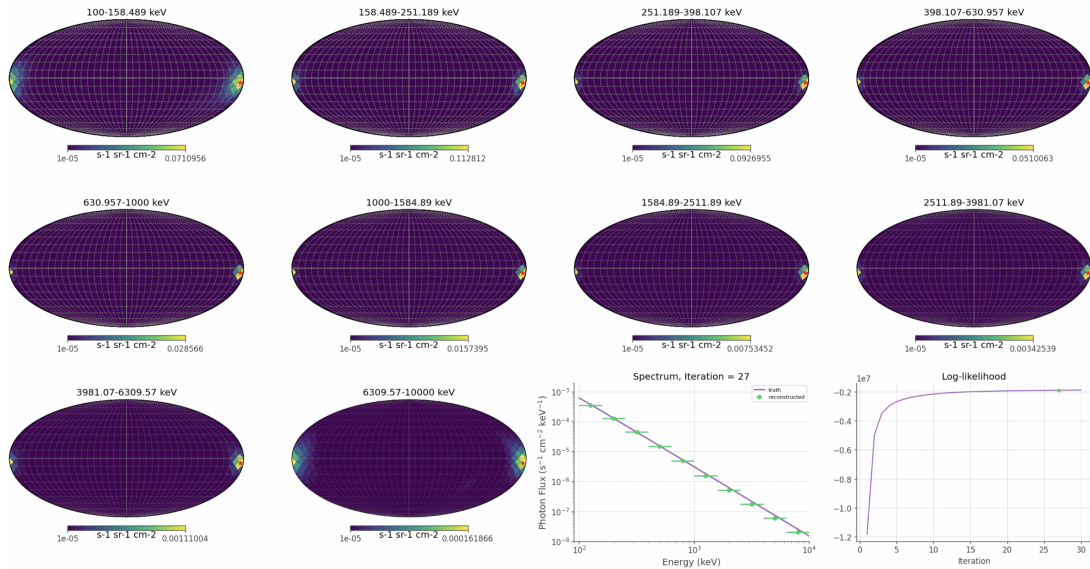 100-158.489 keV
158.489-251.189 keV
251.189-398.107 keV
398.107-630.957 keV
s-1 sr-1 cm-2
1e-05
0.0710956
s-1 sr-1 cm-2
1e-05
0.112812
s-1 sr-1 cm-2
1e-05
0.0926955
s-1 sr-1 cm-2
1e-05
0.0510063
630.957-1000 keV
1000-1584.89 keV
1584.89-2511.89 keV
2511.89-3981.07 keV
s-1 sr-1 cm-2
1e-05
0.028566
s-1 sr-1 cm-2
1e-05
0.0157395
s-1 sr-1 cm-2
1e-05
0.00753452
s-1 sr-1 cm-2
1e-05
0.00342539
3981.07-6309.57 keV
6309.57-10000 keV
s-1 sr-1 cm-2
1e-05
0.00111004
s-1 sr-1 cm-2
1e-05
0.000161866
Spectrum, Iteration = 27
truth
reconstructed
Photon Flux (s⁻¹ cm⁻² keV⁻¹)
10⁻³
10⁻⁴
10⁻⁵
10⁻⁶
10⁻⁷
10⁻⁸
10² 10³ 10⁴
Energy (keV)
Log-likelihood
1e7
−0.2
−0.4
−0.6
−0.8
−1.0
−1.2
0 5 10 15 20 25 30
Iteration